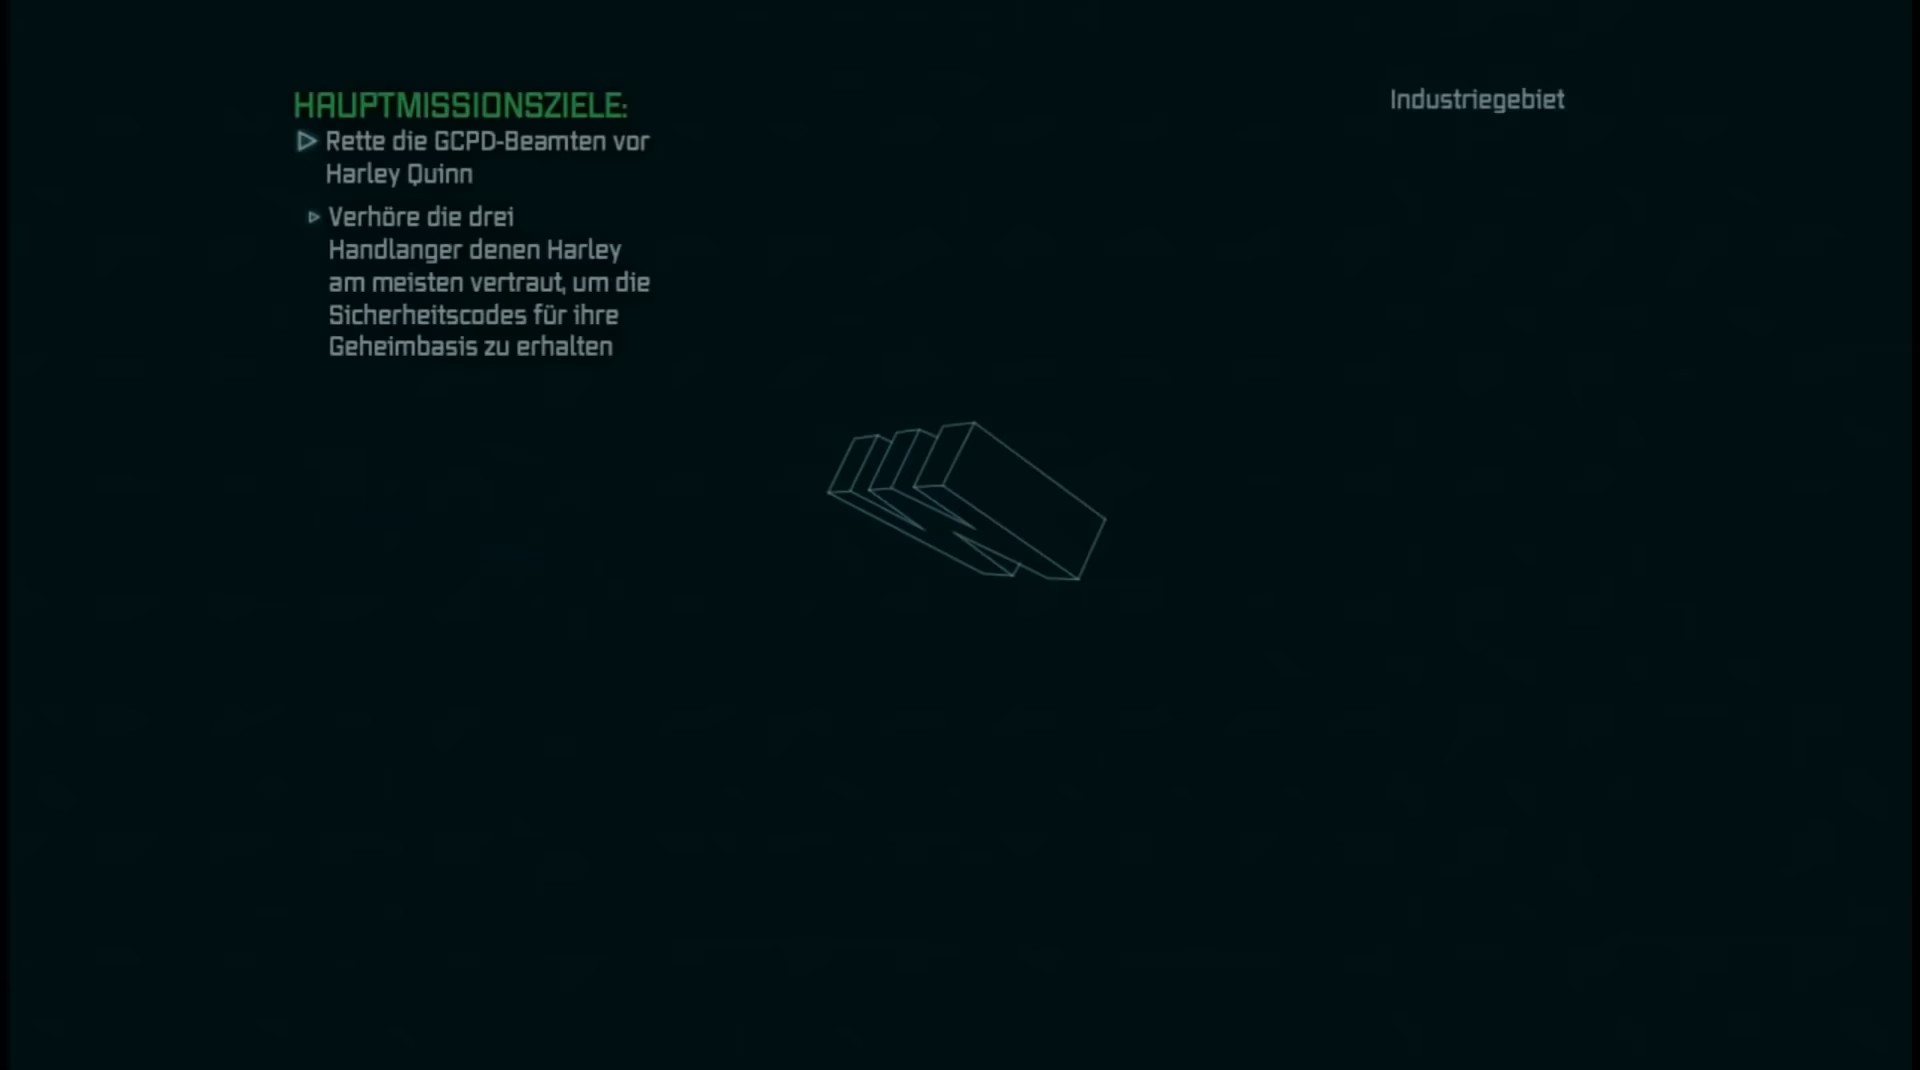 HAUPTMISSIONSZIELE:
Rette die GCPD-Beamten vor
Harley Quinn
Verhöre die drei
Handlanger denen Harley
am meisten vertraut, um die
Sicherheitscodes für ihre
Geheimbasis zu erhalten
Industriegebiet